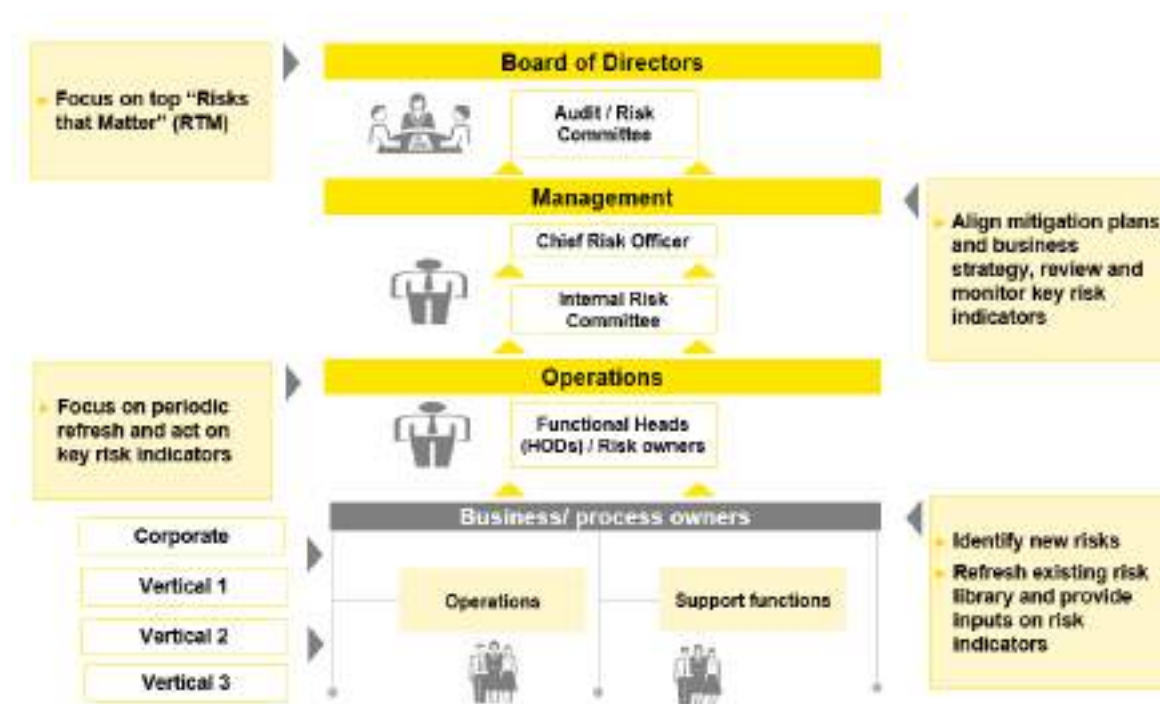 Board of Directors
Focus on top "Risks
that Matter" (RTM)
Audit / Risk
Committee
Management
Chief Risk Officer
Internal Risk
Committee
Align mitigation plans
and business
strategy, review and
monitor key risk
indicators
Operations
Focus on periodic
refresh and act on
key risk indicators
Functional Heads
(HODs) / Risk owners
Business/ process owners
Corporate
Vertical 1
Vertical 2
Vertical 3
Operations
Support functions
Identify new risks
Refresh existing risk
library and provide
inputs on risk
indicators